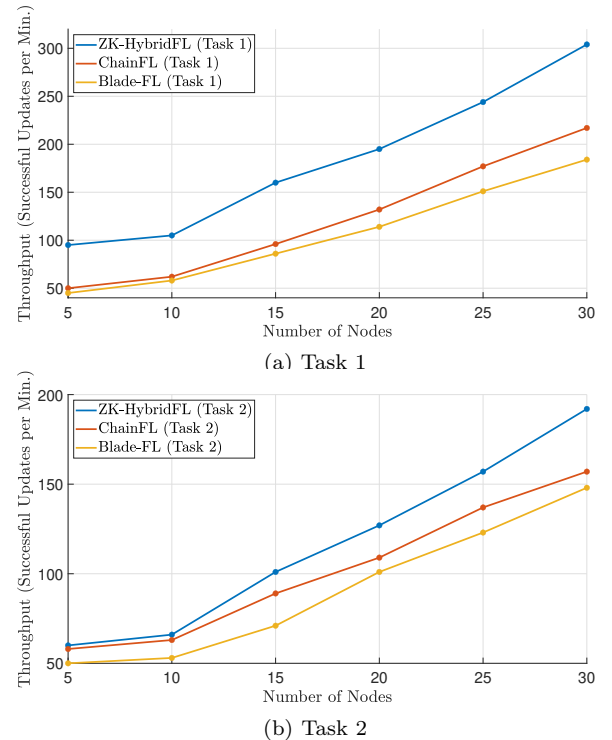 Throughput (Successful Updates per Min.)
300
250
200
150
100
50
ZK-HybridFL (Task 1)
ChainFL (Task 1)
Blade-FL (Task 1)
5 10 15 20 25 30
Number of Nodes
(a) Task 1
Throughput (Successful Updates per Min.)
200
150
100
50
ZK-HybridFL (Task 2)
ChainFL (Task 2)
Blade-FL (Task 2)
5 10 15 20 25 30
Number of Nodes
(b) Task 2